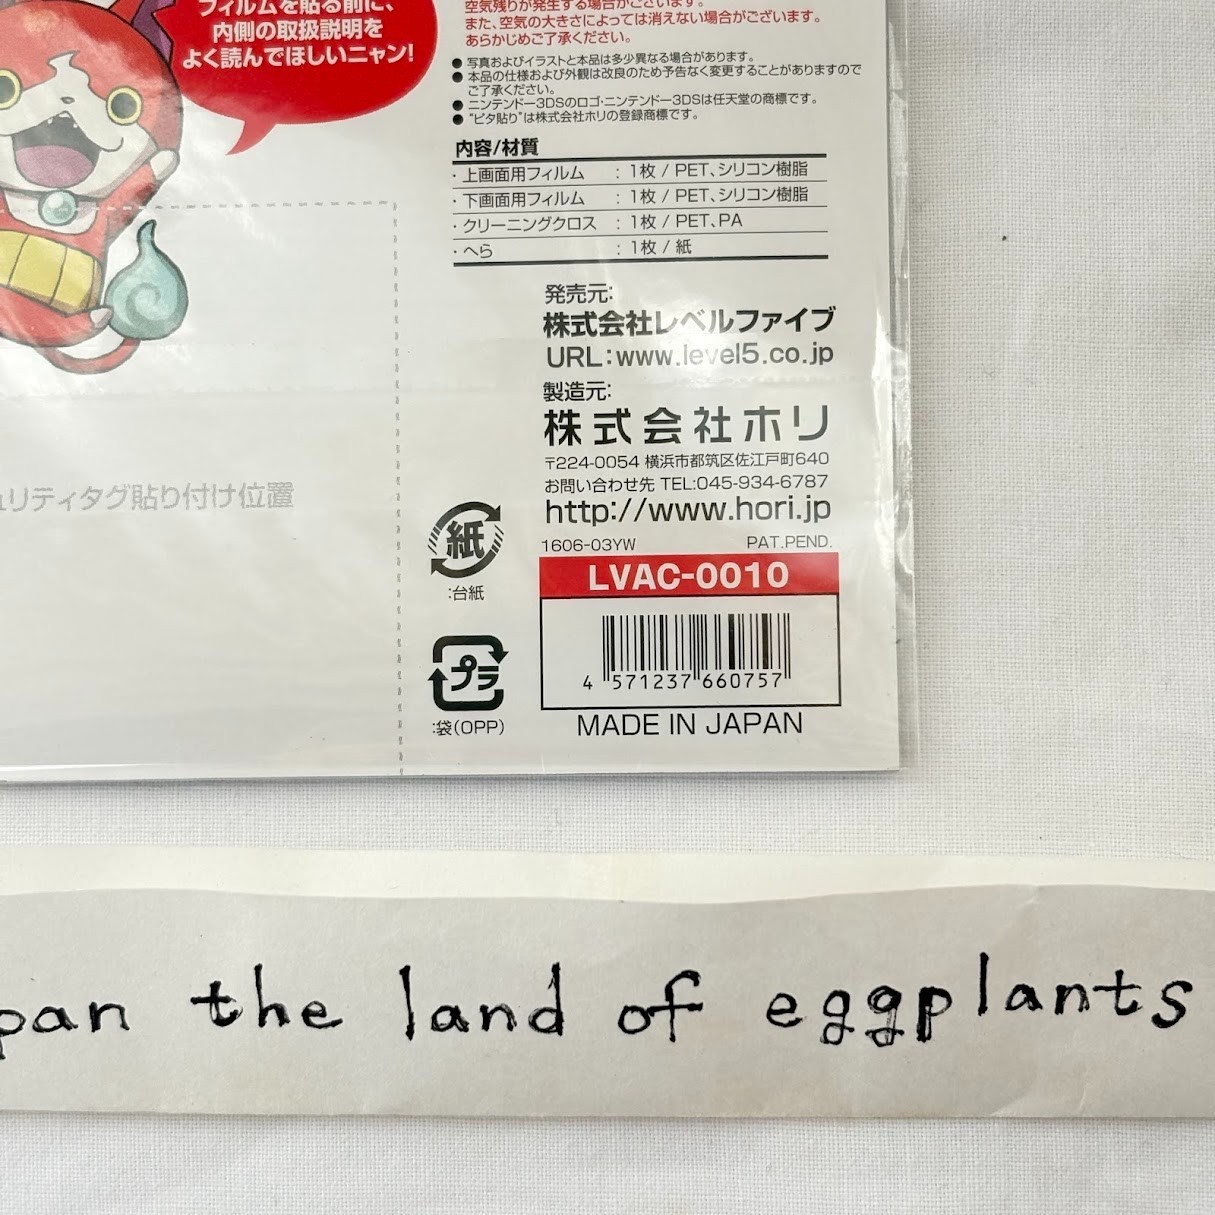 フィルムを貼る前に、
内側の取扱説明を
よく読んでほしいニャン!
空気残りが発生する場合がございます。
また、空気の大きさによっては消えない場合がございます。
あらかじめご了承ください。
●写真およびイラストと本品は多少異なる場合があります。
●本品の仕様および外観は改良のため予告なく変更することがありますので
ご了承ください。
●ニンテンドー3DSのロゴ・ニンテンドー3DSは任天堂の商標です。
●"ピタ貼り"は株式会社ホリの登録商標です。
内容/材質
・上画面用フィルム : 1枚 / PET、シリコン樹脂
・下画面用フィルム : 1枚 / PET、シリコン樹脂
・クリーニングクロス : 1枚 / PET、PA
・へら : 1枚 / 紙
発売元:
株式会社レベルファイブ
URL:www.level5.co.jp
製造元:
株式会社ホリ
〒224-0054 横浜市都筑区佐江戸町640
お問い合わせ先 TEL:045-934-6787
http://www.hori.jp
1606-03YW PAT.PEND.
LVAC-0010
4 571237 660757
MADE IN JAPAN
紙
:台紙
プラ
:袋(OPP)
ュリティタグ貼り付け位置
pan the land of eggplants